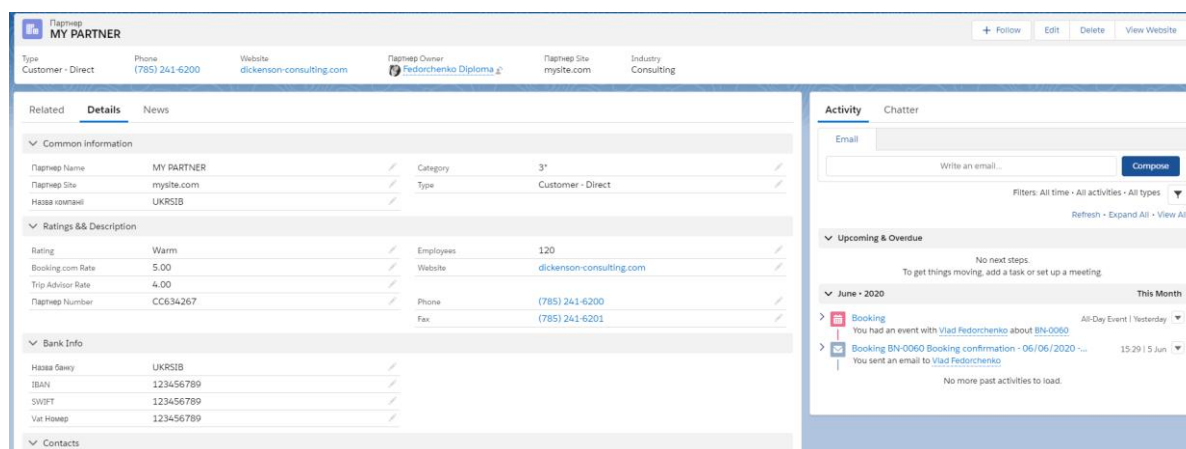 Партнер
MY PARTNER
+ Follow Edit Delete View Website
Type Phone Website Партнер Owner Партнер Site Industry
Customer - Direct (785) 241-6200 dickenson-consulting.com Fedorchenko Diploma mysite.com Consulting
Related Details News
Common information
Партнер Name MY PARTNER Category 3*
Партнер Site mysite.com Type Customer - Direct
Назва компанії UKRSIB
Ratings && Description
Rating Warm Employees 120
Booking.com Rate 5.00 Website dickenson-consulting.com
Trip Advisor Rate 4.00
Партнер Number CC634267 Phone (785) 241-6200
Fax (785) 241-6201
Bank Info
Назва банку UKRSIB
IBAN 123456789
SWIFT 123456789
Vat Номер 123456789
Contacts
Activity Chatter
Email
Write an email... Compose
Filters: All time • All activities • All types
Refresh • Expand All • View Al
Upcoming & Overdue
No next steps.
To get things moving, add a task or set up a meeting.
June • 2020 This Month
Booking All-Day Event | Yesterday
You had an event with Vlad Fedorchenko about BN-0060
Booking BN-0060 Booking confirmation - 06/06/2020 -... 15:29 | 5 Jun
You sent an email to Vlad Fedorchenko
No more past activities to load.